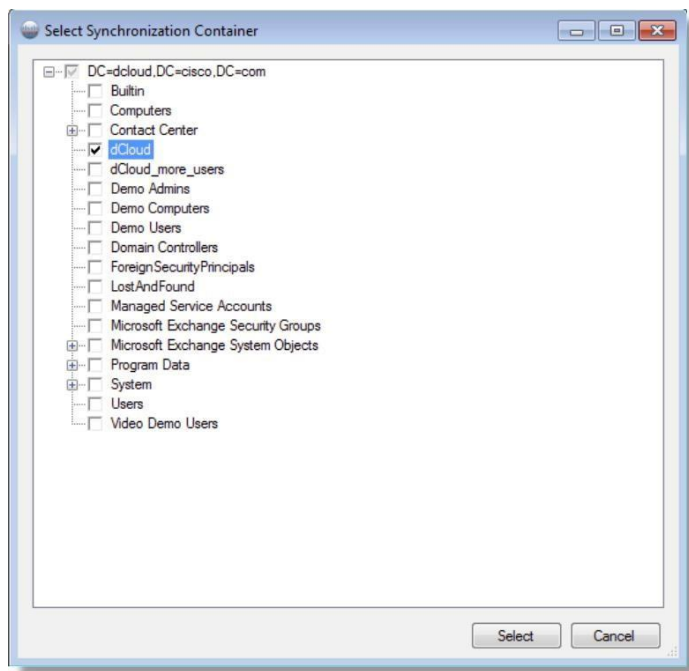 Select Synchronization Container
DC=dcloud,DC=cisco,DC=com
Builtin
Computers
Contact Center
dCloud
dCloud_more_users
Demo Admins
Demo Computers
Demo Users
Domain Controllers
ForeignSecurityPrincipals
LostAndFound
Managed Service Accounts
Microsoft Exchange Security Groups
Microsoft Exchange System Objects
Program Data
System
Users
Video Demo Users
Select Cancel